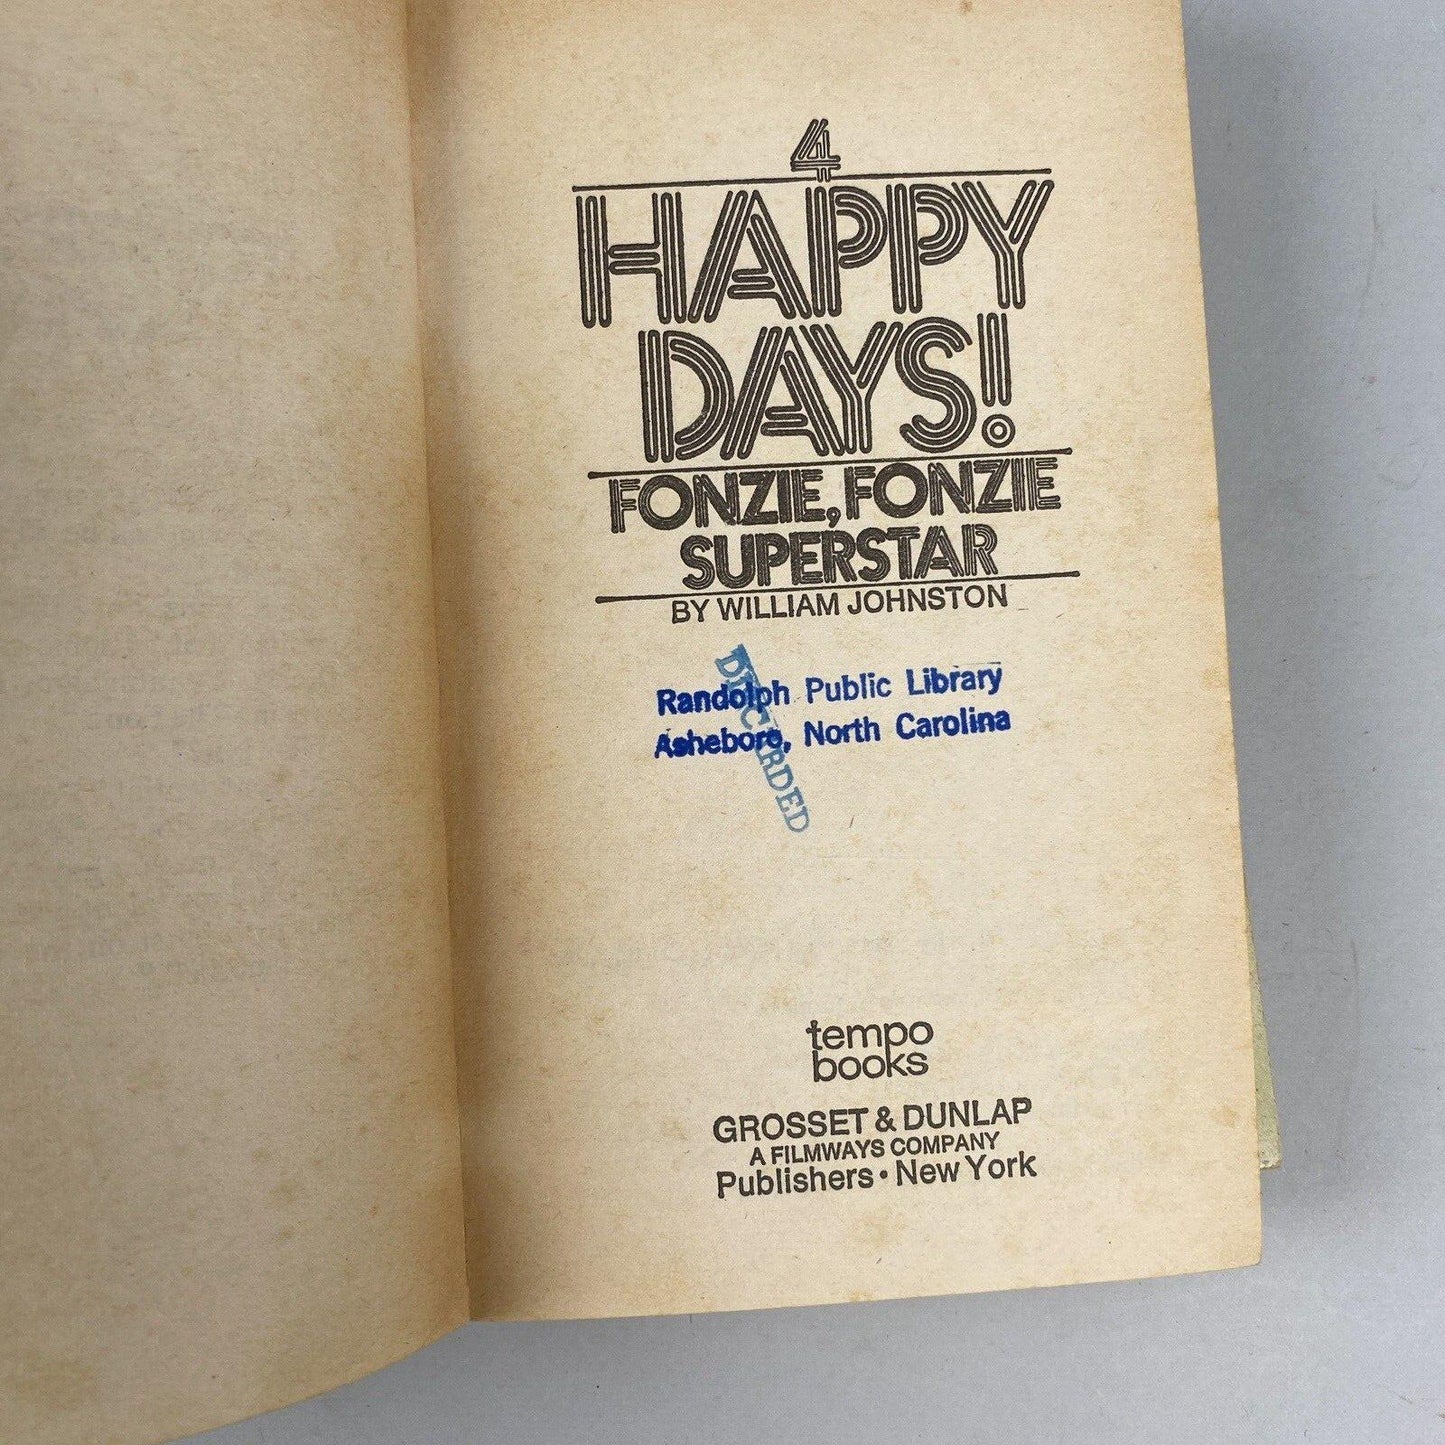 4
HAPPY
DAYS!
FONZIE, FONZIE
SUPERSTAR
BY WILLIAM JOHNSTON
Randolph Public Library
Asheboro, North Carolina
DISCARDED
tempo
books
GROSSET & DUNLAP
A FILMWAYS COMPANY
Publishers • New York